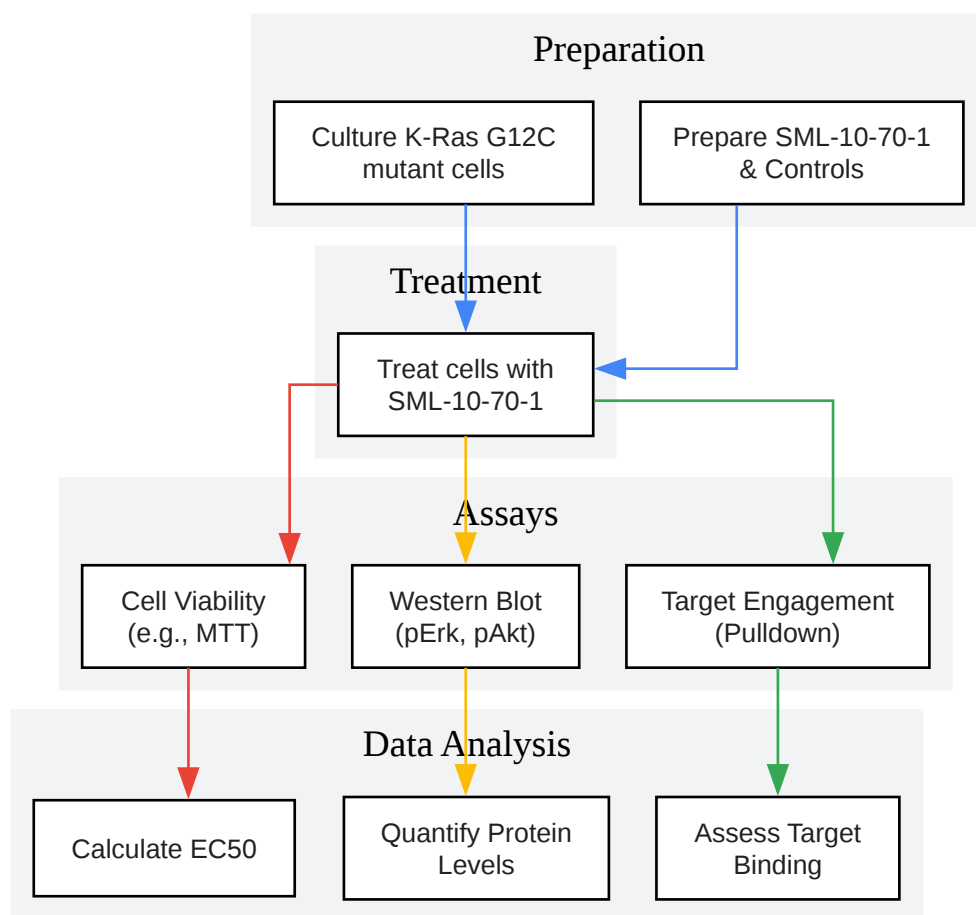 Preparation
Culture K-Ras G12C
mutant cells
Prepare SML-10-70-1
& Controls
Treatment
Treat cells with
SML-10-70-1
Assays
Cell Viability
(e.g., MTT)
Western Blot
(pErk, pAkt)
Target Engagement
(Pulldown)
Data Analysis
Calculate EC50
Quantify Protein
Levels
Assess Target
Binding